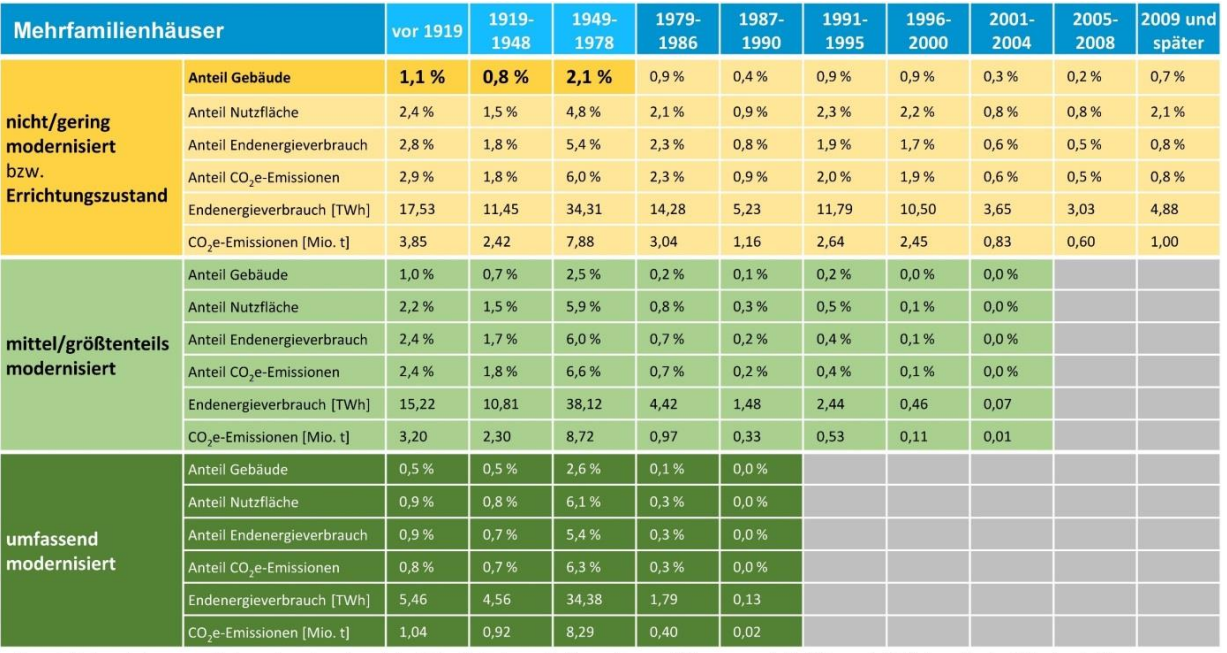 Mehrfamilienhäuser vor 1919 1919-1948 1949-1978 1979-1986 1987-1990 1991-1995 1996-2000 2001-2004 2005-2008 2009 und später
nicht/gering modernisiert bzw. Errichtungszustand
Anteil Gebäude 1,1 % 0,8 % 2,1 % 0,9 % 0,4 % 0,9 % 0,9 % 0,3 % 0,2 % 0,7 %
Anteil Nutzfläche 2,4 % 1,5 % 4,8 % 2,1 % 0,9 % 2,3 % 2,2 % 0,8 % 0,8 % 2,1 %
Anteil Endenergieverbrauch 2,8 % 1,8 % 5,4 % 2,3 % 0,8 % 1,9 % 1,7 % 0,6 % 0,5 % 0,8 %
Anteil CO₂e-Emissionen 2,9 % 1,8 % 6,0 % 2,3 % 0,9 % 2,0 % 1,9 % 0,6 % 0,5 % 0,8 %
Endenergieverbrauch [TWh] 17,53 11,45 34,31 14,28 5,23 11,79 10,50 3,65 3,03 4,88
CO₂e-Emissionen [Mio. t] 3,85 2,42 7,88 3,04 1,16 2,64 2,45 0,83 0,60 1,00
mittel/größtenteils modernisiert
Anteil Gebäude 1,0 % 0,7 % 2,5 % 0,2 % 0,1 % 0,2 % 0,0 % 0,0 %
Anteil Nutzfläche 2,2 % 1,5 % 5,9 % 0,8 % 0,3 % 0,5 % 0,1 % 0,0 %
Anteil Endenergieverbrauch 2,4 % 1,7 % 6,0 % 0,7 % 0,2 % 0,4 % 0,1 % 0,0 %
Anteil CO₂e-Emissionen 2,4 % 1,8 % 6,6 % 0,7 % 0,2 % 0,4 % 0,1 % 0,0 %
Endenergieverbrauch [TWh] 15,22 10,81 38,12 4,42 1,48 2,44 0,46 0,07
CO₂e-Emissionen [Mio. t] 3,20 2,30 8,72 0,97 0,33 0,53 0,11 0,01
umfassend modernisiert
Anteil Gebäude 0,5 % 0,5 % 2,6 % 0,1 % 0,0 %
Anteil Nutzfläche 0,9 % 0,8 % 6,1 % 0,3 % 0,0 %
Anteil Endenergieverbrauch 0,9 % 0,7 % 5,4 % 0,3 % 0,0 %
Anteil CO₂e-Emissionen 0,8 % 0,7 % 6,3 % 0,3 % 0,0 %
Endenergieverbrauch [TWh] 5,46 4,56 34,38 1,79 0,13
CO₂e-Emissionen [Mio. t] 1,04 0,92 8,29 0,40 0,02